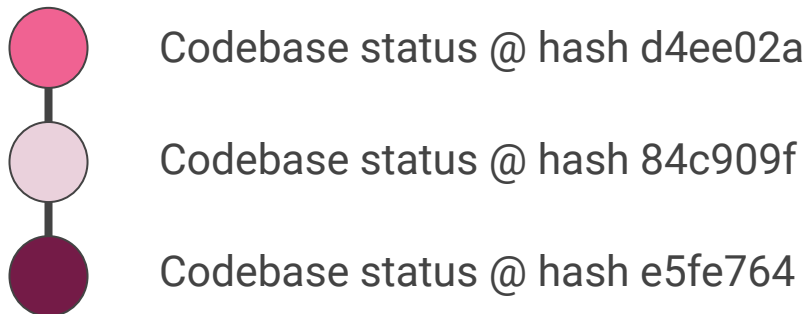 Codebase status @ hash d4ee02a
Codebase status @ hash 84c909f
Codebase status @ hash e5fe764